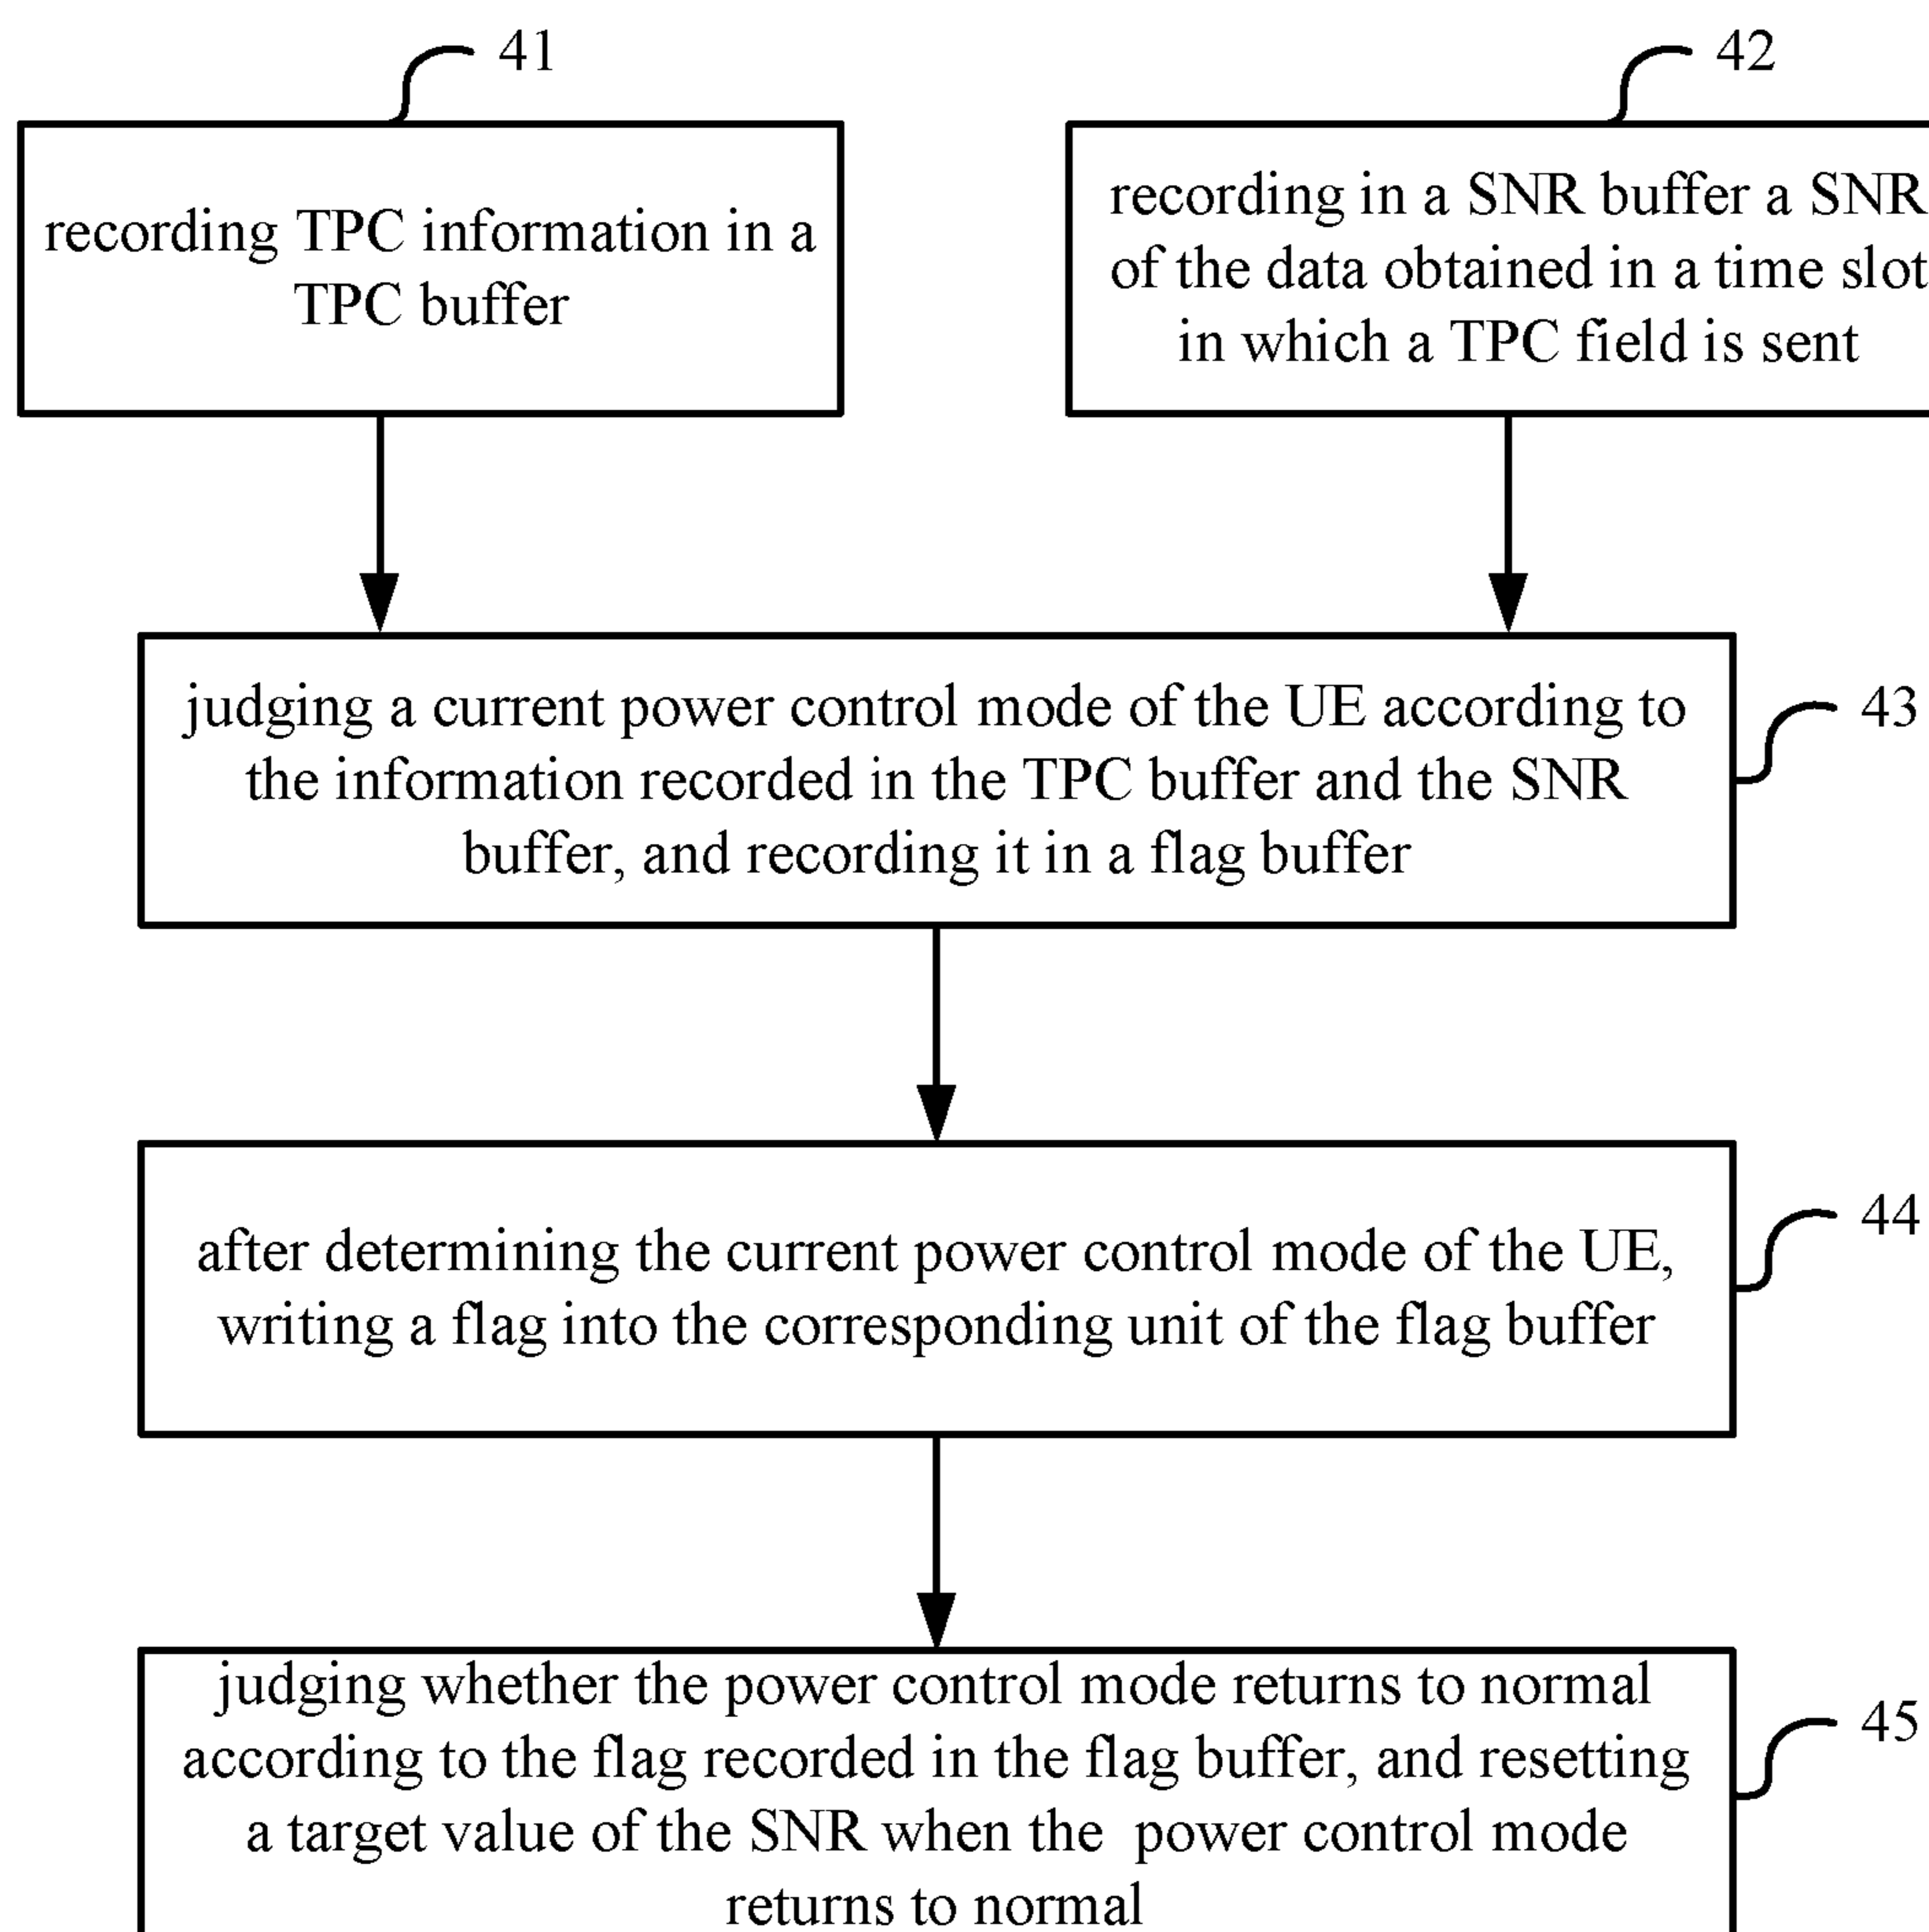 41
recording TPC information in a
TPC buffer
42
recording in a SNR buffer a SNR
of the data obtained in a time slot
in which a TPC field is sent
judging a current power control mode of the UE according to
the information recorded in the TPC buffer and the SNR
buffer, and recording it in a flag buffer
43
after determining the current power control mode of the UE,
writing a flag into the corresponding unit of the flag buffer
44
judging whether the power control mode returns to normal
according to the flag recorded in the flag buffer, and resetting
a target value of the SNR when the power control mode
returns to normal
45